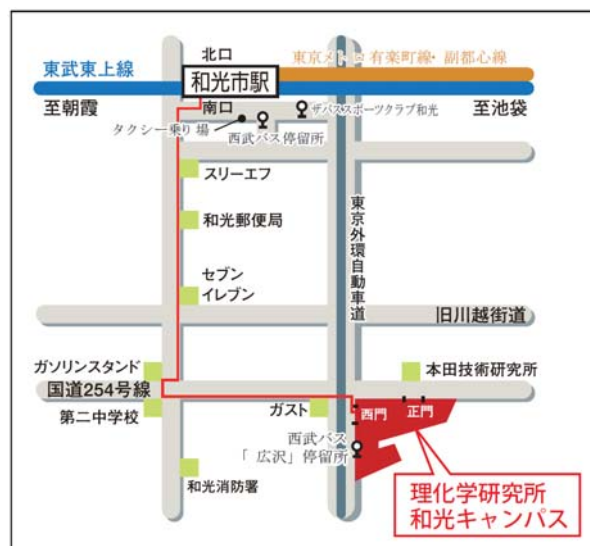 北口
東京メトロ 有楽町線・副都心線
東武東上線
和光市駅
至朝霞
南口
ザバススポーツクラブ和光
至池袋
タクシー乗り 場
西武バス停留所
スリーエフ
和光郵便局
東京外環自動車道
セブン
イレブン
旧川越街道
ガソリンスタンド
本田技術研究所
国道254号線
第二中学校
ガスト
西門
正門
西武バス
「 広沢」停留所
和光消防署
理化学研究所
和光キャンパス